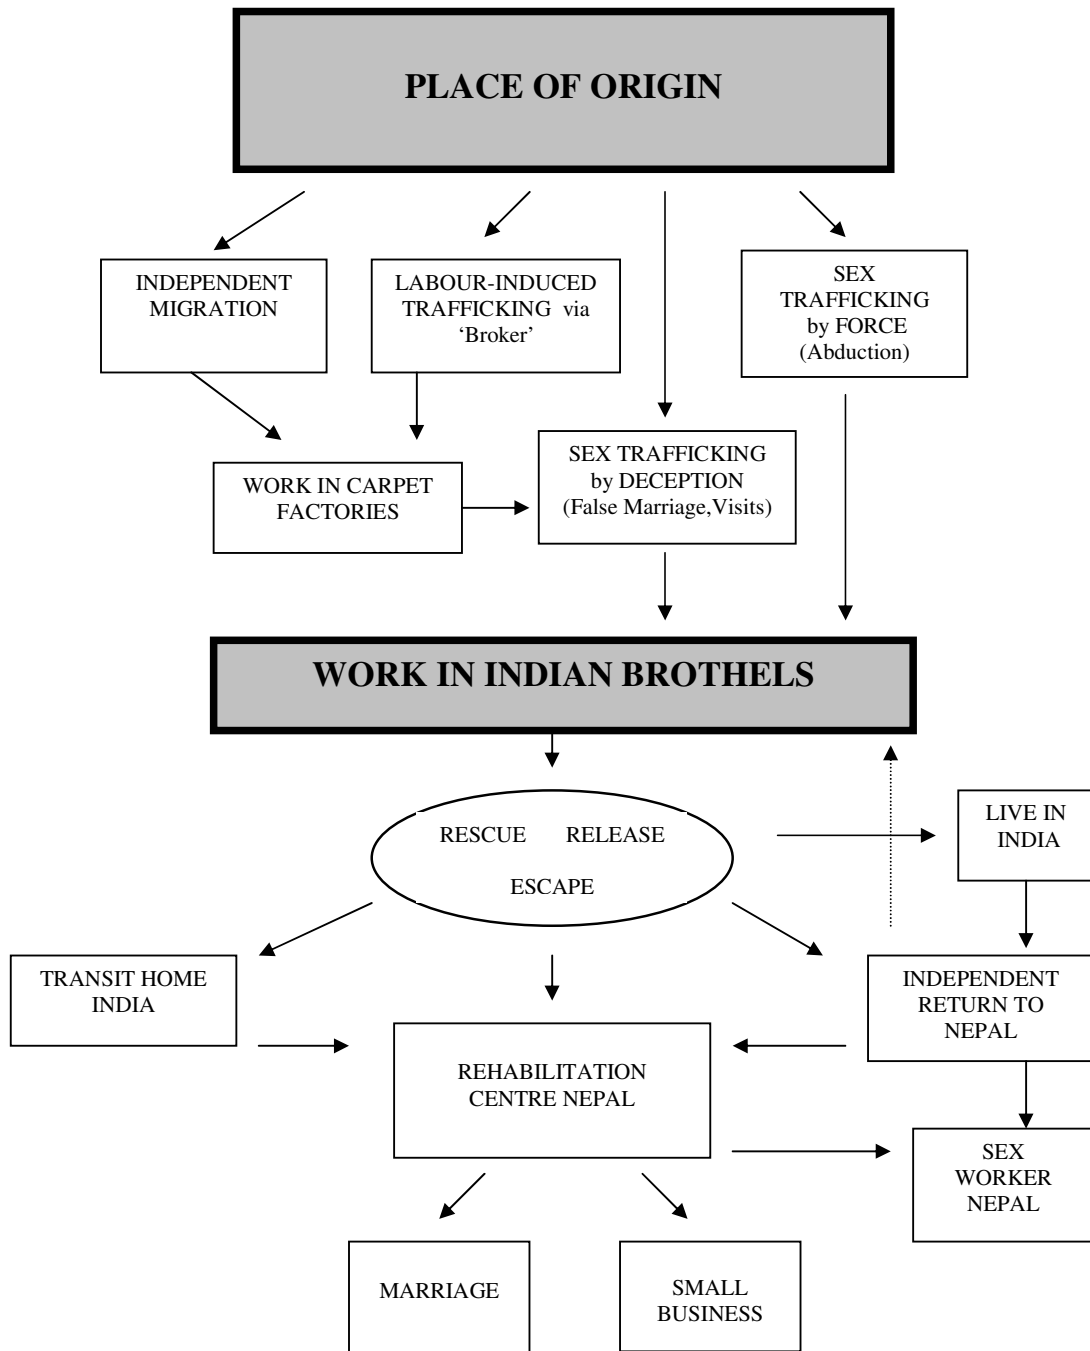 PLACE OF ORIGIN
INDEPENDENT
MIGRATION
LABOUR-INDUCED
TRAFFICKING via
‘Broker’
SEX
TRAFFICKING
by FORCE
(Abduction)
WORK IN CARPET
FACTORIES
SEX TRAFFICKING
by DECEPTION
(False Marriage,Visits)
WORK IN INDIAN BROTHELS
RESCUE RELEASE
ESCAPE
LIVE IN
INDIA
TRANSIT HOME
INDIA
INDEPENDENT
RETURN TO
NEPAL
REHABILITATION
CENTRE NEPAL
SEX
WORKER
NEPAL
MARRIAGE
SMALL
BUSINESS